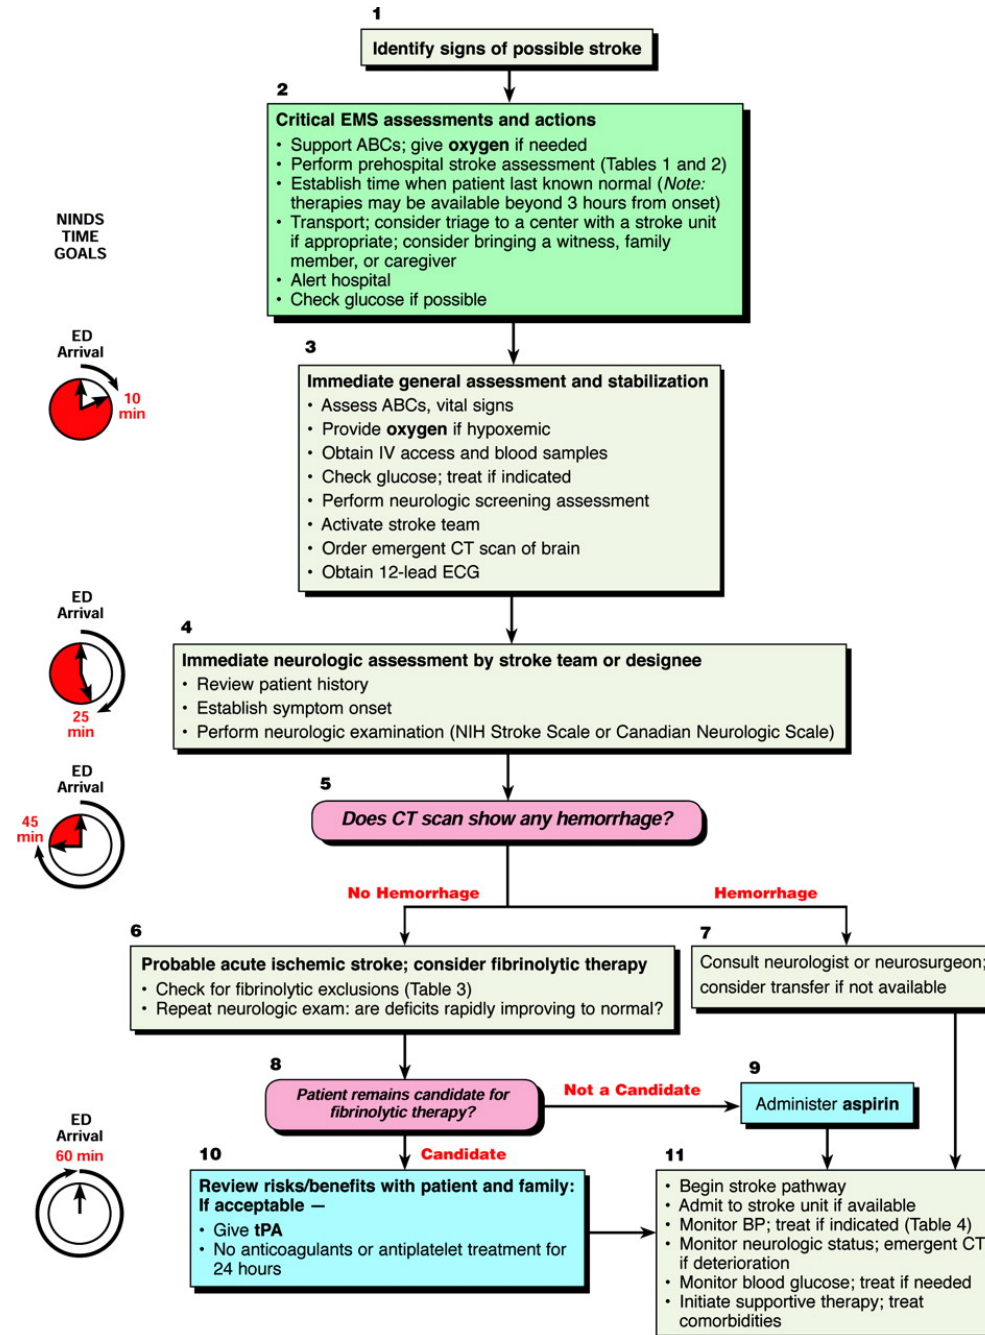 1
Identify signs of possible stroke
2
Critical EMS assessments and actions
• Support ABCs; give oxygen if needed
• Perform prehospital stroke assessment (Tables 1 and 2)
• Establish time when patient last known normal (Note:
therapies may be available beyond 3 hours from onset)
• Transport; consider triage to a center with a stroke unit
if appropriate; consider bringing a witness, family
member, or caregiver
• Alert hospital
• Check glucose if possible
NINDS
TIME
GOALS
ED
Arrival
10
min
3
Immediate general assessment and stabilization
• Assess ABCs, vital signs
• Provide oxygen if hypoxemic
• Obtain IV access and blood samples
• Check glucose; treat if indicated
• Perform neurologic screening assessment
• Activate stroke team
• Order emergent CT scan of brain
• Obtain 12-lead ECG
ED
Arrival
25
min
4
Immediate neurologic assessment by stroke team or designee
• Review patient history
• Establish symptom onset
• Perform neurologic examination (NIH Stroke Scale or Canadian Neurologic Scale)
ED
Arrival
45
min
5
Does CT scan show any hemorrhage?
No Hemorrhage
Hemorrhage
6
Probable acute ischemic stroke; consider fibrinolytic therapy
• Check for fibrinolytic exclusions (Table 3)
• Repeat neurologic exam: are deficits rapidly improving to normal?
7
Consult neurologist or neurosurgeon;
consider transfer if not available
8
Patient remains candidate for
fibrinolytic therapy?
Not a Candidate
9
Administer aspirin
Candidate
ED
Arrival
60 min
10
Review risks/benefits with patient and family:
If acceptable —
• Give tPA
• No anticoagulants or antiplatelet treatment for
24 hours
11
• Begin stroke pathway
• Admit to stroke unit if available
• Monitor BP; treat if indicated (Table 4)
• Monitor neurologic status; emergent CT
if deterioration
• Monitor blood glucose; treat if needed
• Initiate supportive therapy; treat
comorbidities